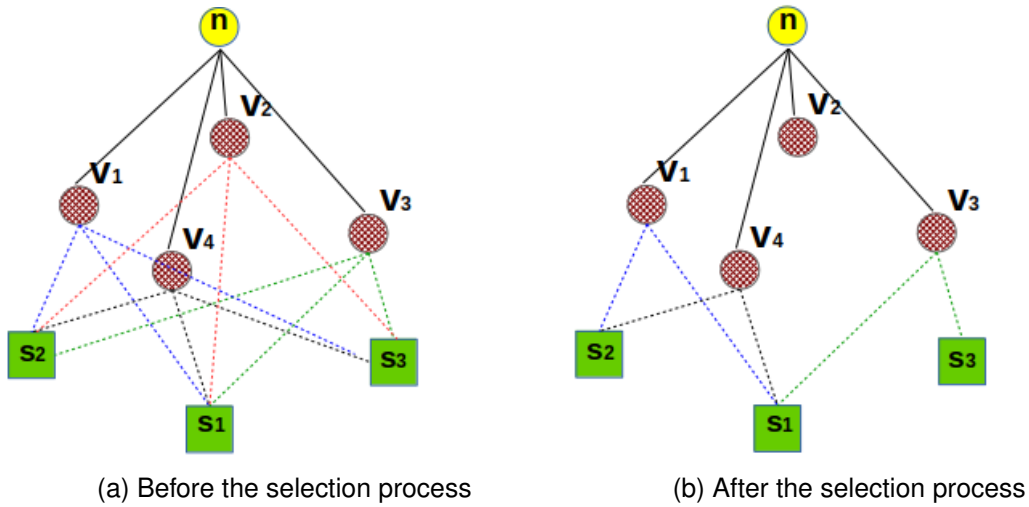 n
v2
v1
v3
v4
s2
s3
s1
(a) Before the selection process
n
v2
v1
v3
v4
s2
s3
s1
(b) After the selection process